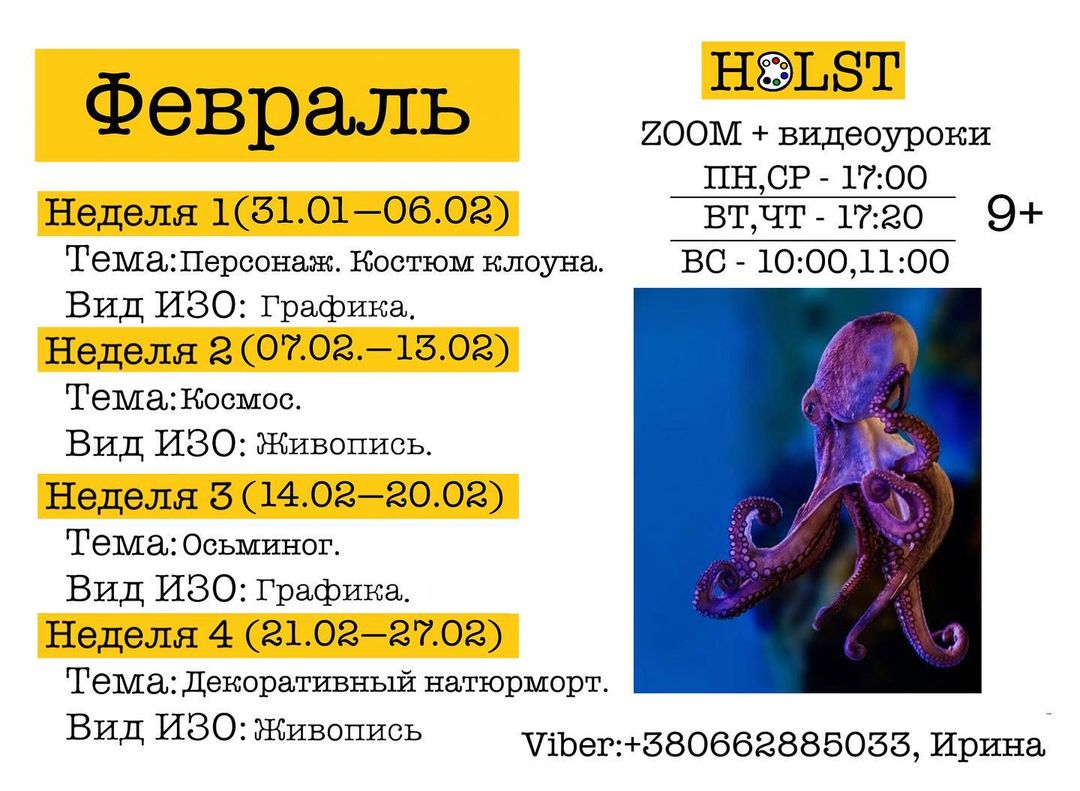 Февраль
Неделя 1(31.01—06.02)
Тема:Персонаж. Костюм клоуна.
Вид ИЗО: Графика.
Неделя 2 (07.02.—13.02)
Тема:Космос.
Вид ИЗО: Живопись.
Неделя 3 (14.02—20.02)
Тема:Осьминог.
Вид ИЗО: Графика.
Неделя 4 (21.02—27.02)
Тема:Декоративный натюрморт.
Вид ИЗО: Живопись
HOLST
ZOOM + видеоуроки
ПН,СР - 17:00
ВТ,ЧТ - 17:20
ВС - 10:00,11:00
9+
Viber:+380662885033, Ирина